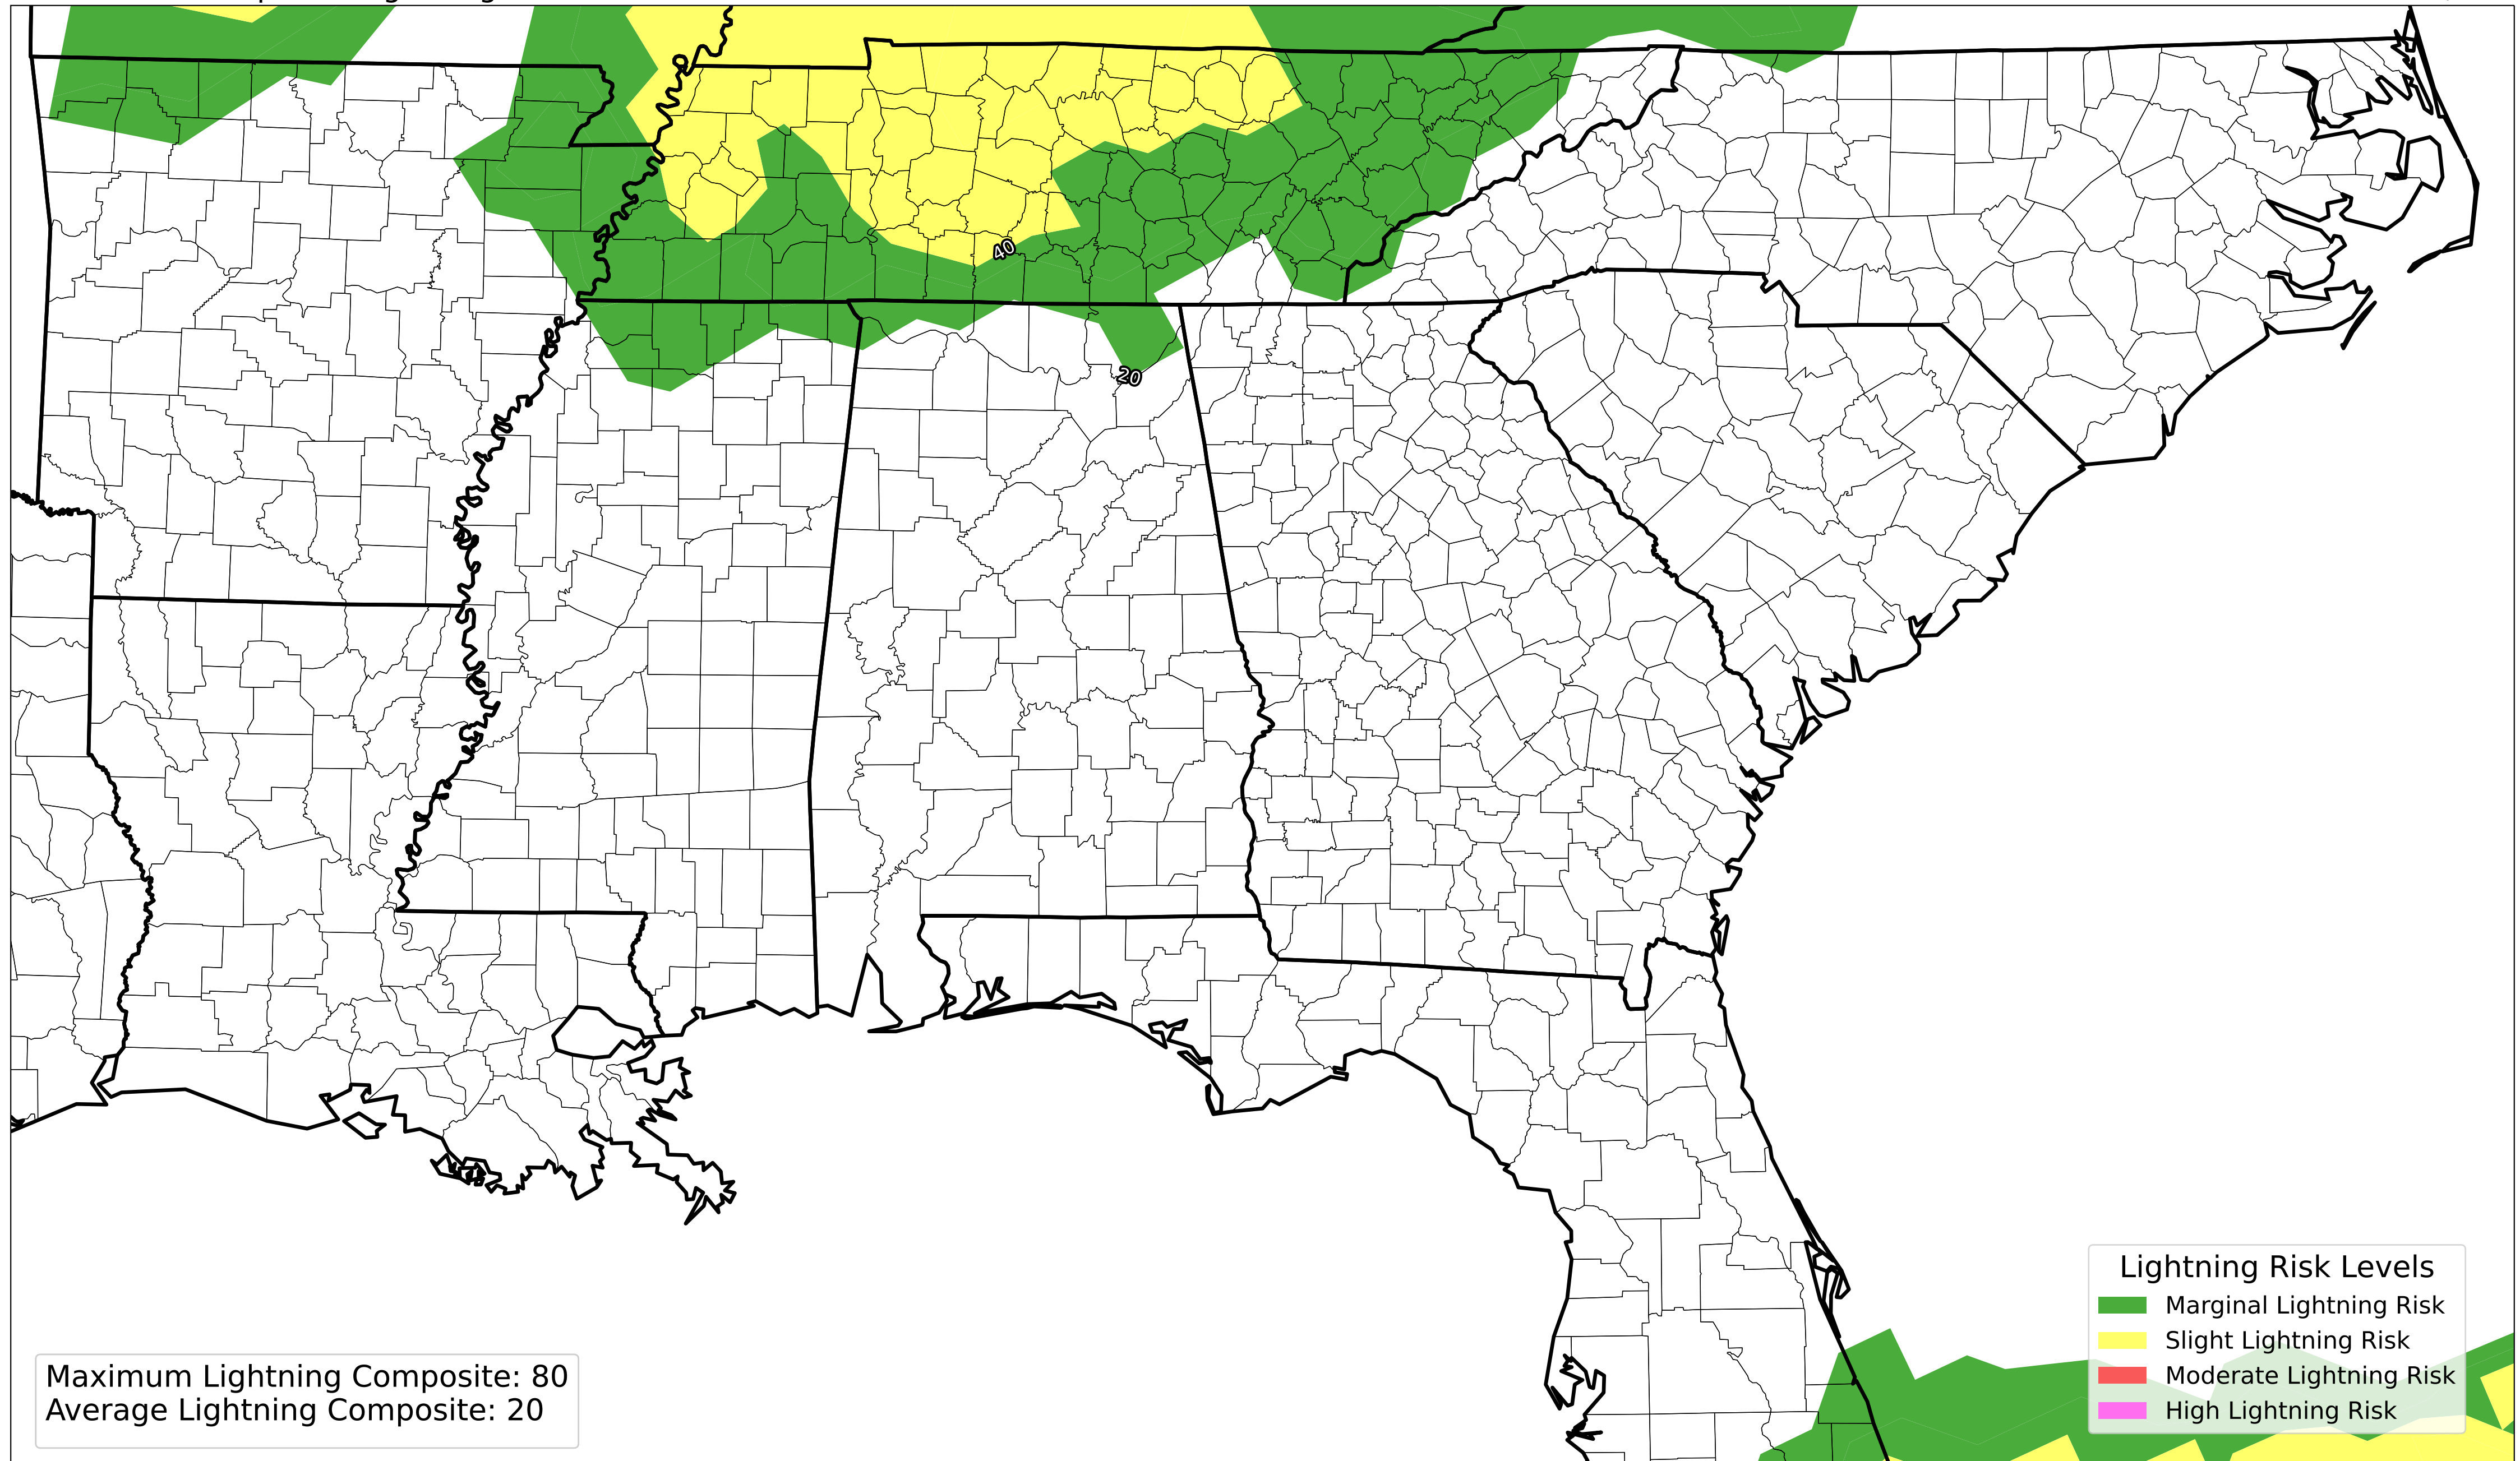 40
20
Lightning Risk Levels
Marginal Lightning Risk
Slight Lightning Risk
Moderate Lightning Risk
High Lightning Risk
Maximum Lightning Composite: 80
Average Lightning Composite: 20